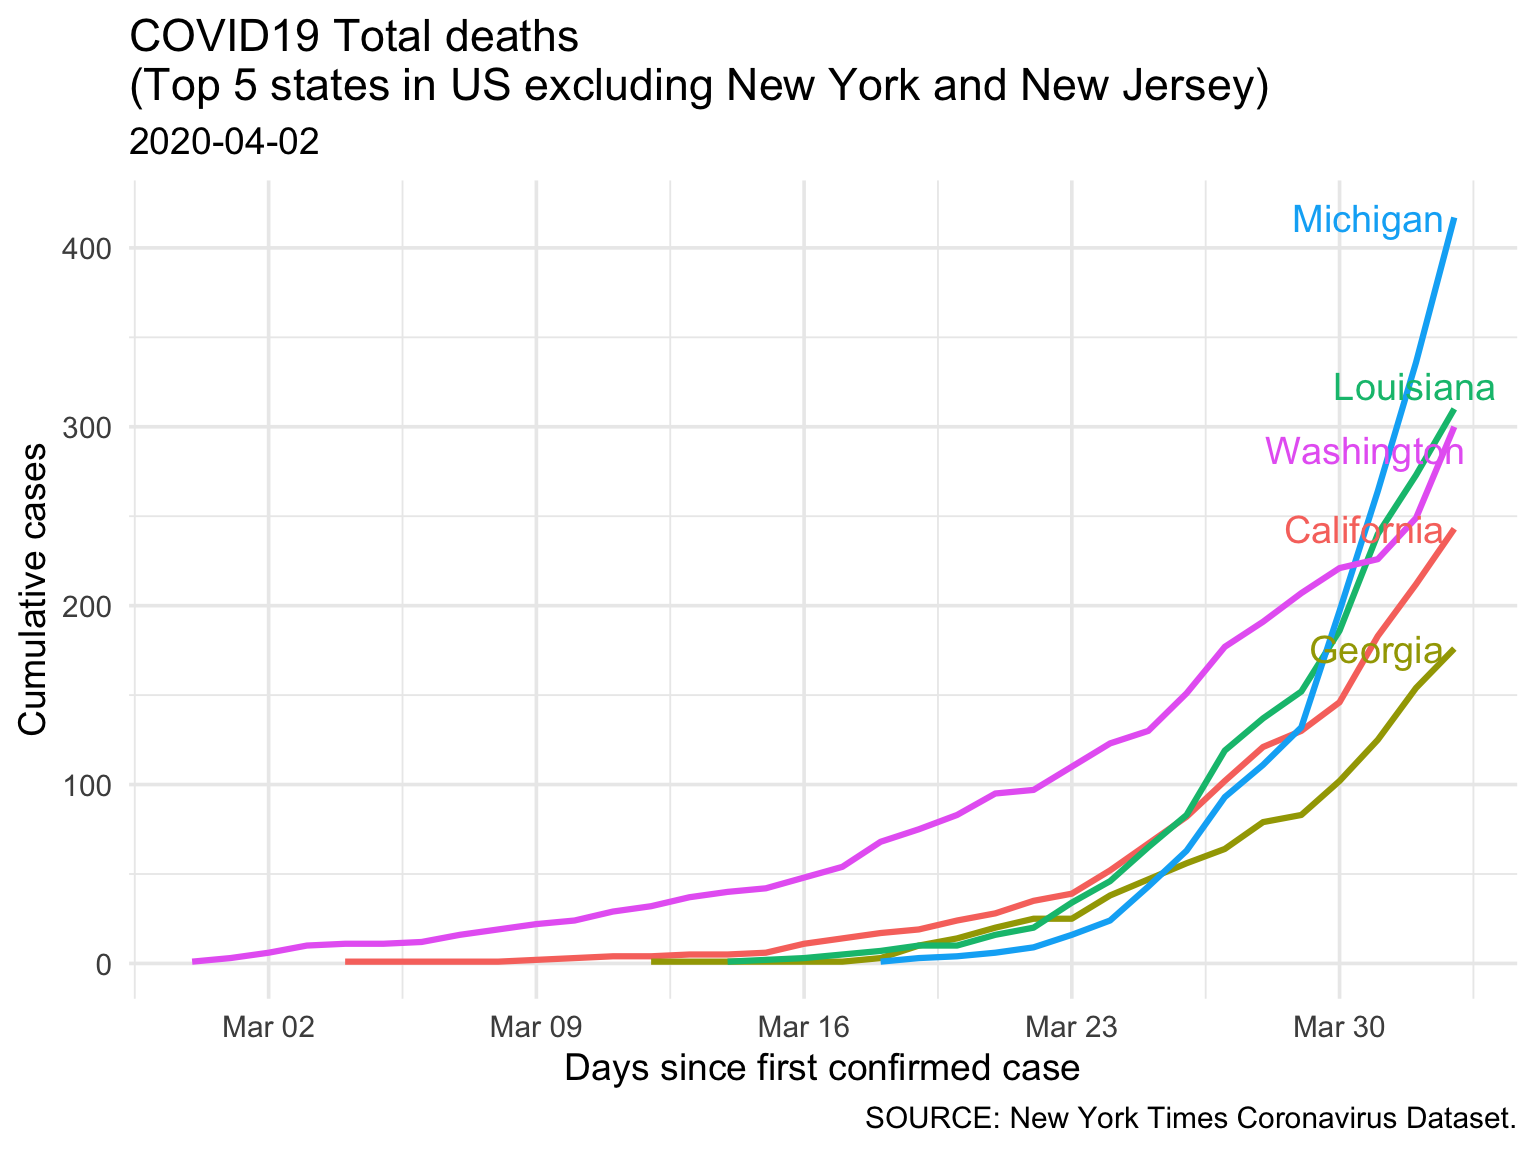 COVID19 Total deaths
(Top 5 states in US excluding New York and New Jersey)
2020-04-02
Michigan
400
Louisiana
300
Washington
California
200
Georgia
100
0
Cumulative cases
Mar 02 Mar 09 Mar 16 Mar 23 Mar 30
Days since first confirmed case
SOURCE: New York Times Coronavirus Dataset.